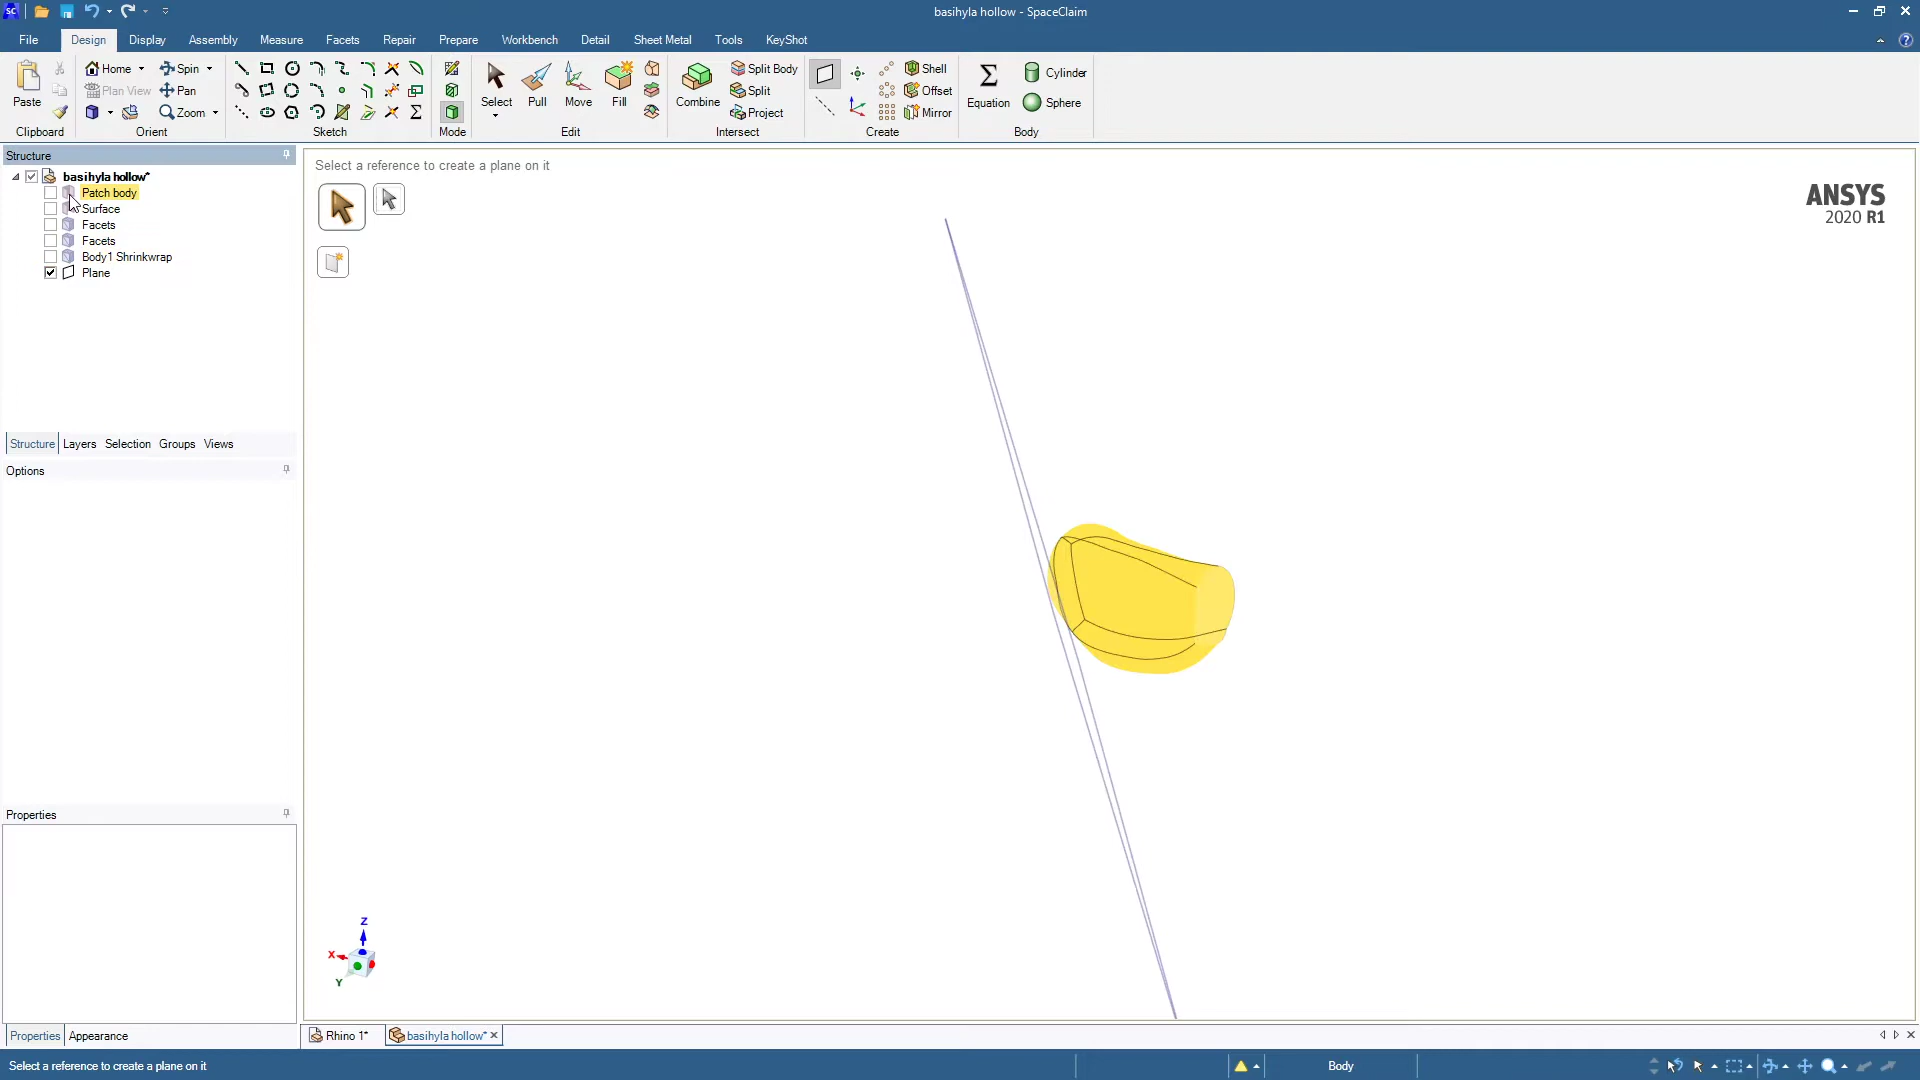 basihyla hollow - SpaceClaim
File Design Display Assembly Measure Facets Repair Prepare Workbench Detail Sheet Metal Tools KeyShot
Paste
Clipboard
Home Spin
Plan View Pan
Zoom
Orient
Sketch
Mode
Select Pull Move Fill
Edit
Combine Split Body
Split
Project
Intersect
Shell
Offset
Mirror
Create
Equation Cylinder
Sphere
Body
Structure
basihyla hollow*
Patch body
Surface
Facets
Facets
Body1 Shrinkwrap
Plane
Structure Layers Selection Groups Views
Options
Properties
Properties Appearance
Select a reference to create a plane on it
ANSYS
2020 R1
Z
X
Y
Rhino 1* basihyla hollow*
Select a reference to create a plane on it
Body